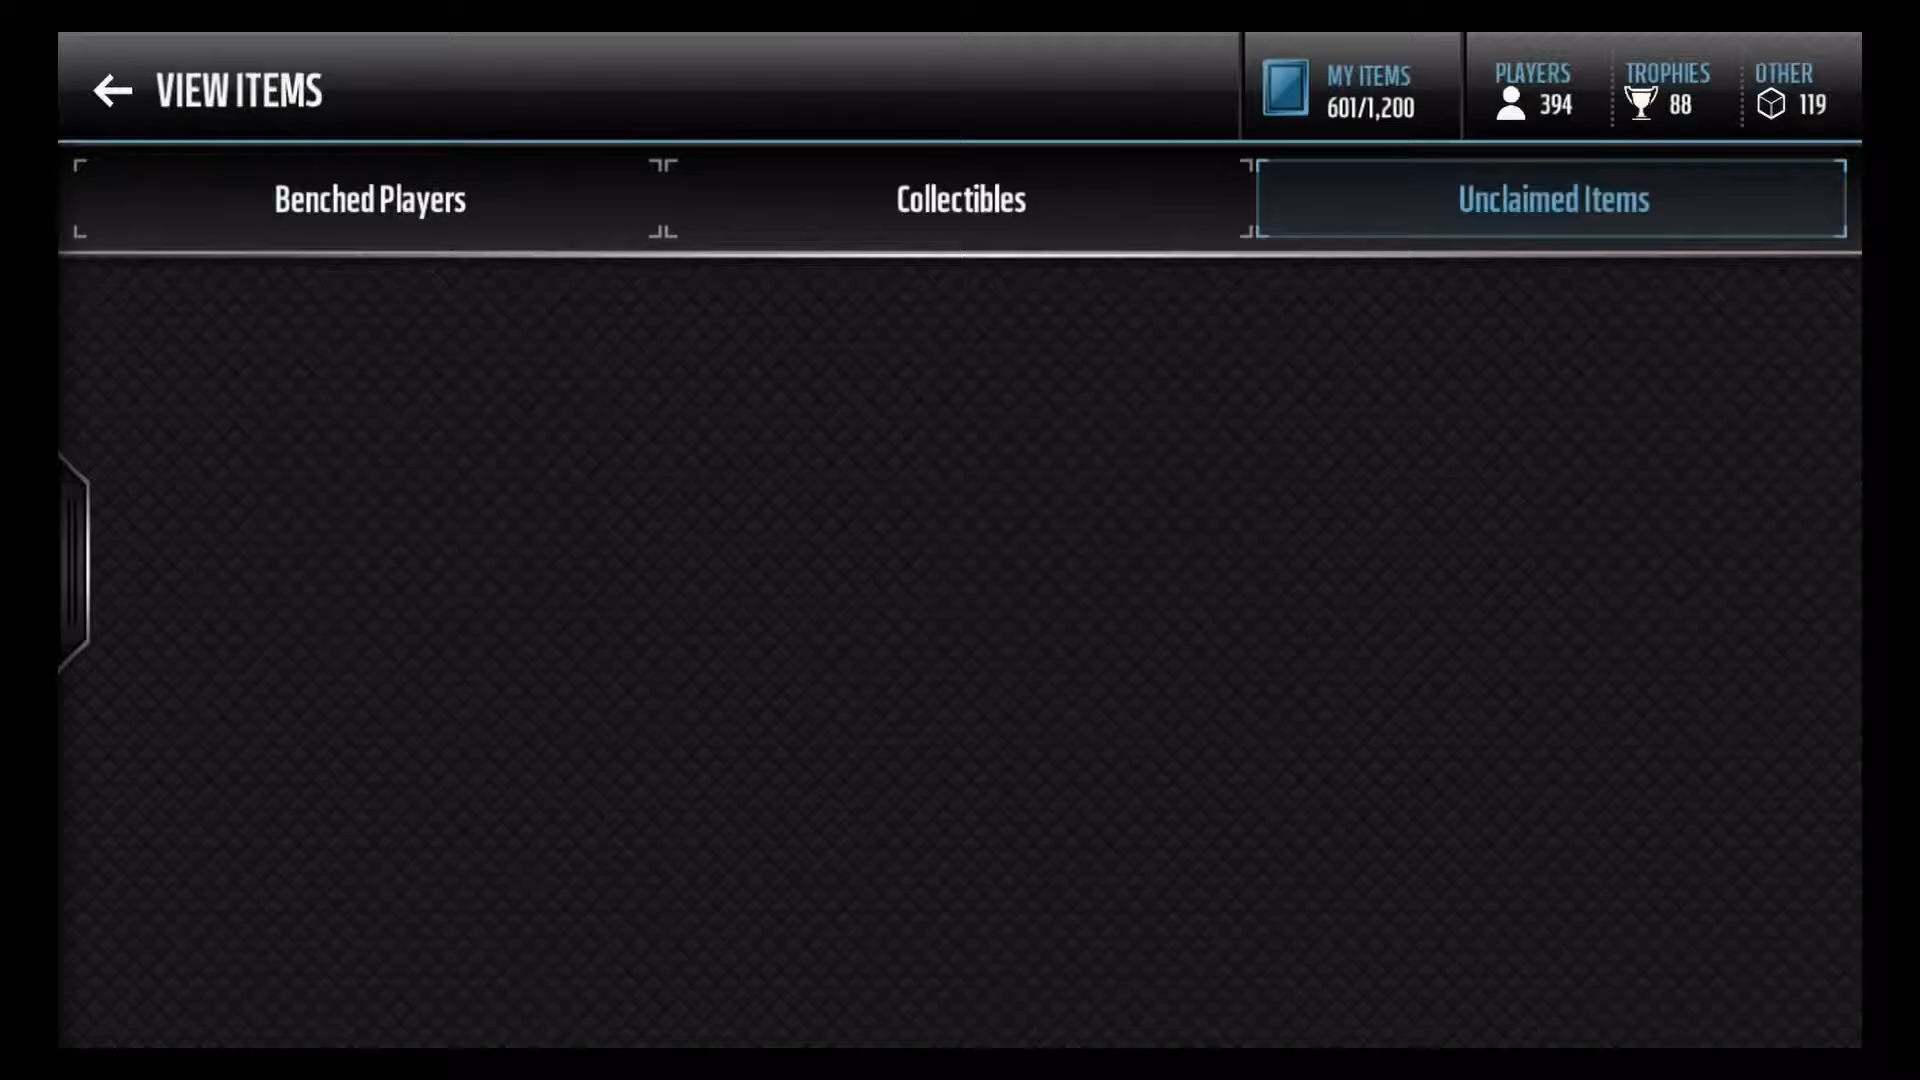 VIEW ITEMS
MY ITEMS
601/1,200
PLAYERS
394
TROPHIES
88
OTHER
119
Benched Players
Collectibles
Unclaimed Items